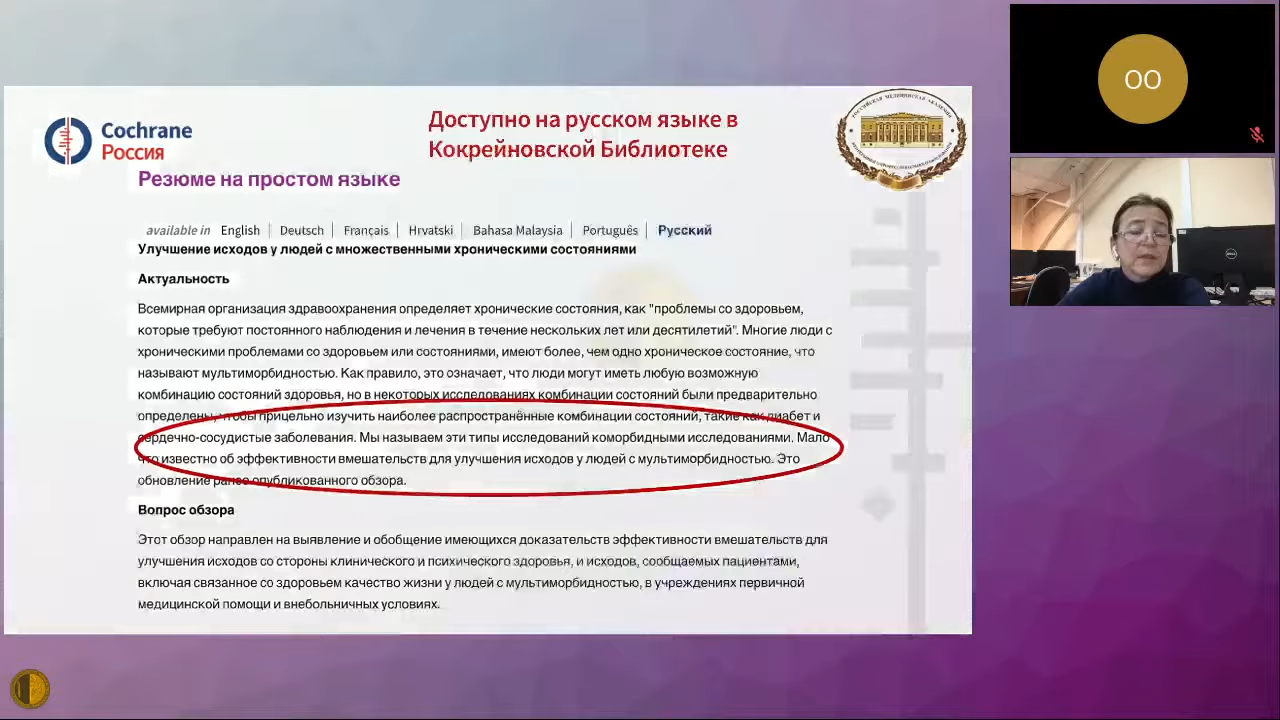 Cochrane
Россия
Доступно на русском языке в
Кокрейновской Библиотеке
РОССИЙСКАЯ МЕДИЦИНСКАЯ АКАДЕМИЯ
OO
Резюме на простом языке
available in English | Deutsch | Français | Hrvatski | Bahasa Malaysia | Português | Русский
Улучшение исходов у людей с множественными хроническими состояниями
Актуальность
Всемирная организация здравоохранения определяет хронические состояния, как "проблемы со здоровьем,
которые требуют постоянного наблюдения и лечения в течение нескольких лет или десятилетий". Многие люди с
хроническими проблемами со здоровьем или состояниями, имеют более, чем одно хроническое состояние, что
называют мультиморбидностью. Как правило, это означает, что люди могут иметь любую возможную
комбинацию состояний здоровья, но в некоторых исследованиях комбинации состояний были предварительно
определены, чтобы прицельно изучить наиболее распространённые комбинации состояний, такие как диабет и
сердечно-сосудистые заболевания. Мы называем эти типы исследований коморбидными исследованиями. Мало
что известно об эффективности вмешательств для улучшения исходов у людей с мультиморбидностью. Это
обновление ранее опубликованного обзора.
Вопрос обзора
Этот обзор направлен на выявление и обобщение имеющихся доказательств эффективности вмешательств для
улучшения исходов со стороны клинического и психического здоровья, и исходов, сообщаемых пациентами,
включая связанное со здоровьем качество жизни у людей с мультиморбидностью, в учреждениях первичной
медицинской помощи и внебольничных условиях.